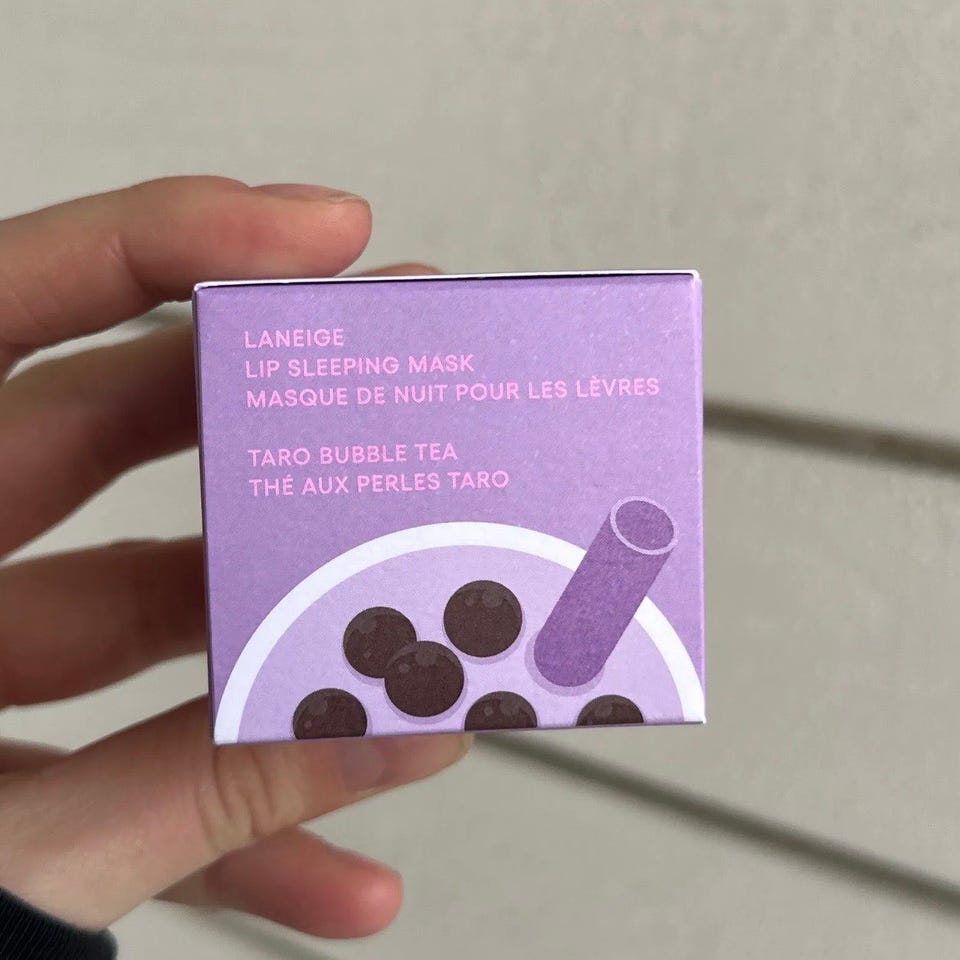 LANEIGE
LIP SLEEPING MASK
MASQUE DE NUIT POUR LES LÈVRES
TARO BUBBLE TEA
THÉ AUX PERLES TARO